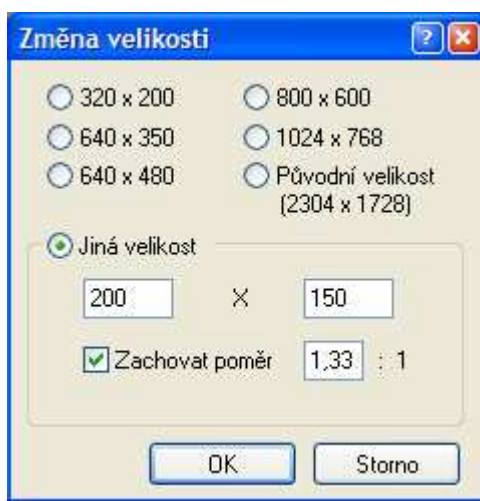 Změna velikosti
320 x 200 800 x 600
640 x 350 1024 x 768
640 x 480 Původní velikost
(2304 x 1728)
Jiná velikost
200 X 150
Zachovat poměr 1,33 : 1
OK Storno